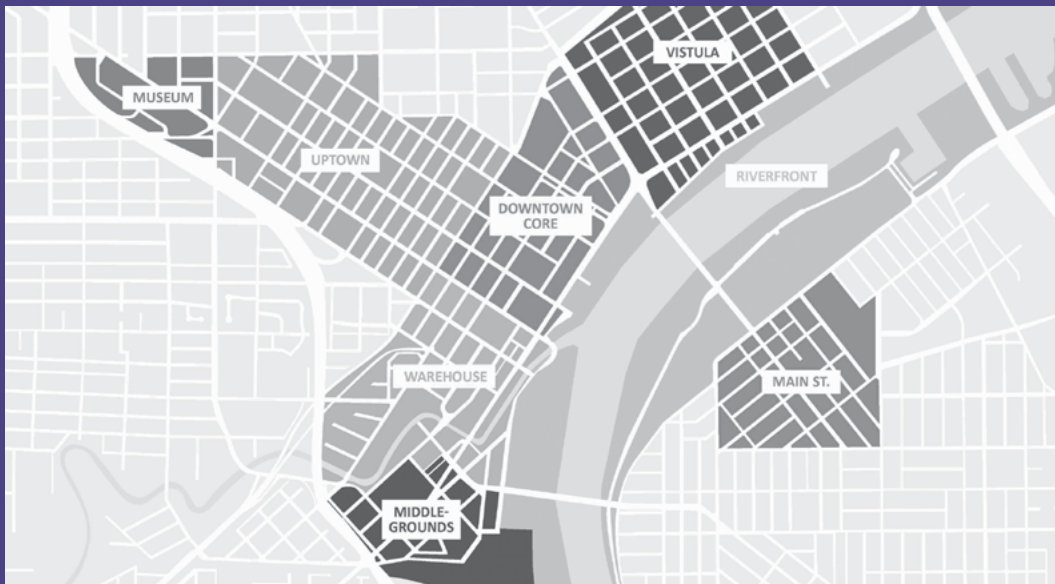 VISTULA
MUSEUM
UPTOWN
RIVERFRONT
DOWNTOWN
CORE
WAREHOUSE
MAIN ST.
MIDDLE-
GROUNDS